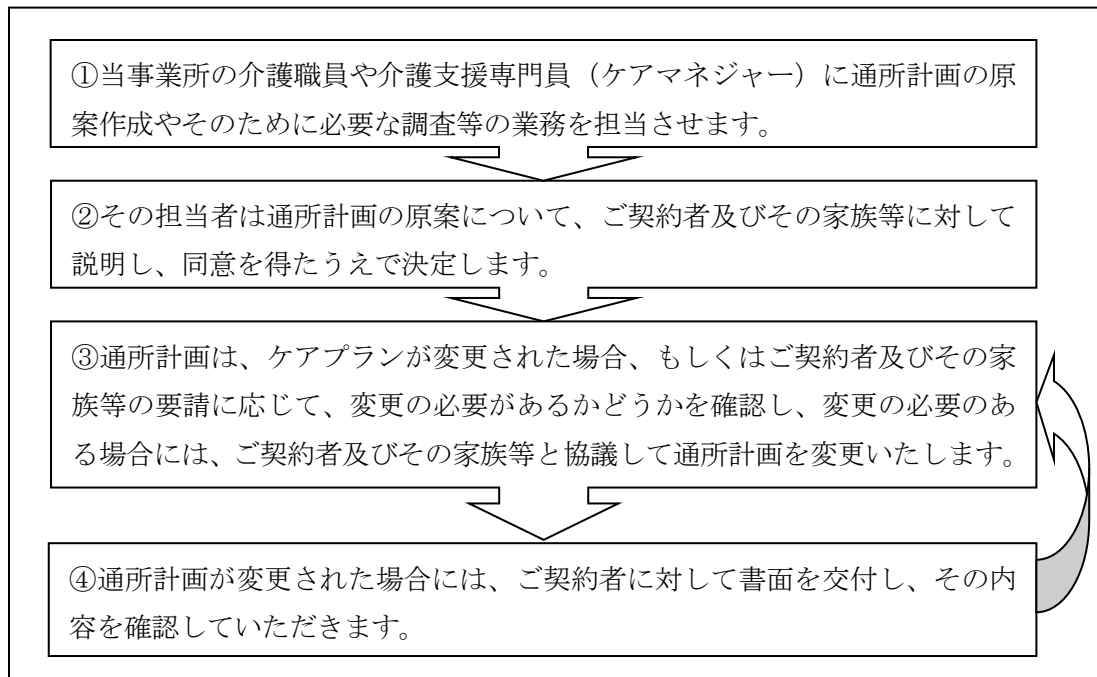 ①当事業所の介護職員や介護支援専門員（ケアマネジャー）に通所計画の原
案作成やそのために必要な調査等の業務を担当させます。
②その担当者は通所計画の原案について、ご契約者及びその家族等に対して
説明し、同意を得たうえで決定します。
③通所計画は、ケアプランが変更された場合、もしくはご契約者及びその家
族等の要請に応じて、変更の必要があるかどうかを確認し、変更の必要のあ
る場合には、ご契約者及びその家族等と協議して通所計画を変更いたします。
④通所計画が変更された場合には、ご契約者に対して書面を交付し、その内
容を確認していただきます。